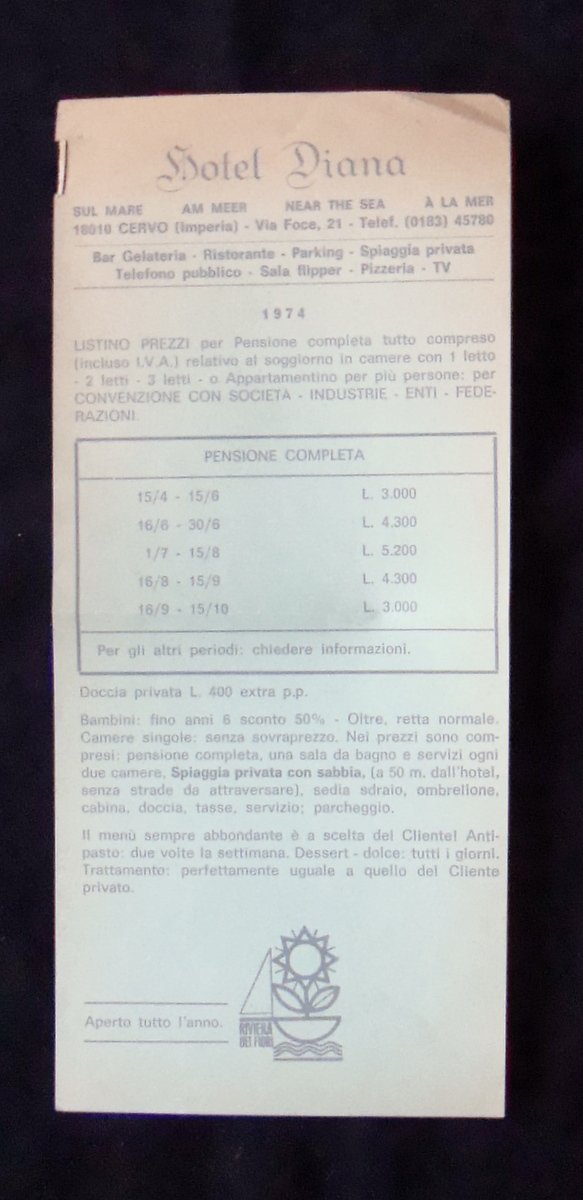 Hotel Diana
SUL MARE AM MEER NEAR THE SEA À LA MER
18010 CERVO (Imperia) - Via Foce, 21 - Telef. (0183) 45780
Bar Gelateria - Ristorante - Parking - Spiaggia privata
Telefono pubblico - Sala flipper - Pizzeria - TV
1974
LISTINO PREZZI per Pensione completa tutto compreso
(incluso I.V.A.) relativo al soggiorno in camere con 1 letto
- 2 letti - 3 letti - o Appartamentino per più persone: per
CONVENZIONE CON SOCIETÀ - INDUSTRIE - ENTI - FEDE-
RAZIONI.
PENSIONE COMPLETA
15/4 - 15/6 L. 3.000
16/6 - 30/6 L. 4.300
1/7 - 15/8 L. 5.200
16/8 - 15/9 L. 4.300
16/9 - 15/10 L. 3.000
Per gli altri periodi: chiedere informazioni.
Doccia privata L. 400 extra p.p.
Bambini: fino anni 6 sconto 50% - Oltre, retta normale.
Camere singole: senza sovraprezzo. Nei prezzi sono com-
presi: pensione completa, una sala da bagno e servizi ogni
due camere, Spiaggia privata con sabbia, (a 50 m. dall'hotel,
senza strade da attraversare), sedia sdraio, ombrellone,
cabina, doccia, tasse, servizio; parcheggio.
Il menù sempre abbondante è a scelta del Cliente! Anti-
pasto: due volte la settimana. Dessert - dolce: tutti i giorni.
Trattamento: perfettamente uguale a quello del Cliente
privato.
Aperto tutto l'anno.
RIVIERA
DEI FIORI